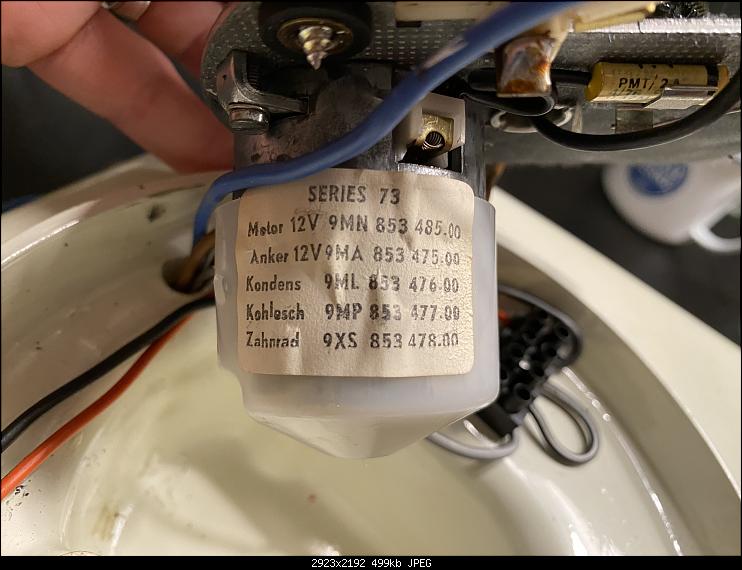 PMT/2A
SERIES 73
Motor 12V 9MN 853 485.00
Anker 12V 9MA 853 475.00
Kondens 9ML 853 476.00
Kohlesch 9MP 853 477.00
Zahnrad 9XS 853 478.00
2923x2192 499kb JPEG